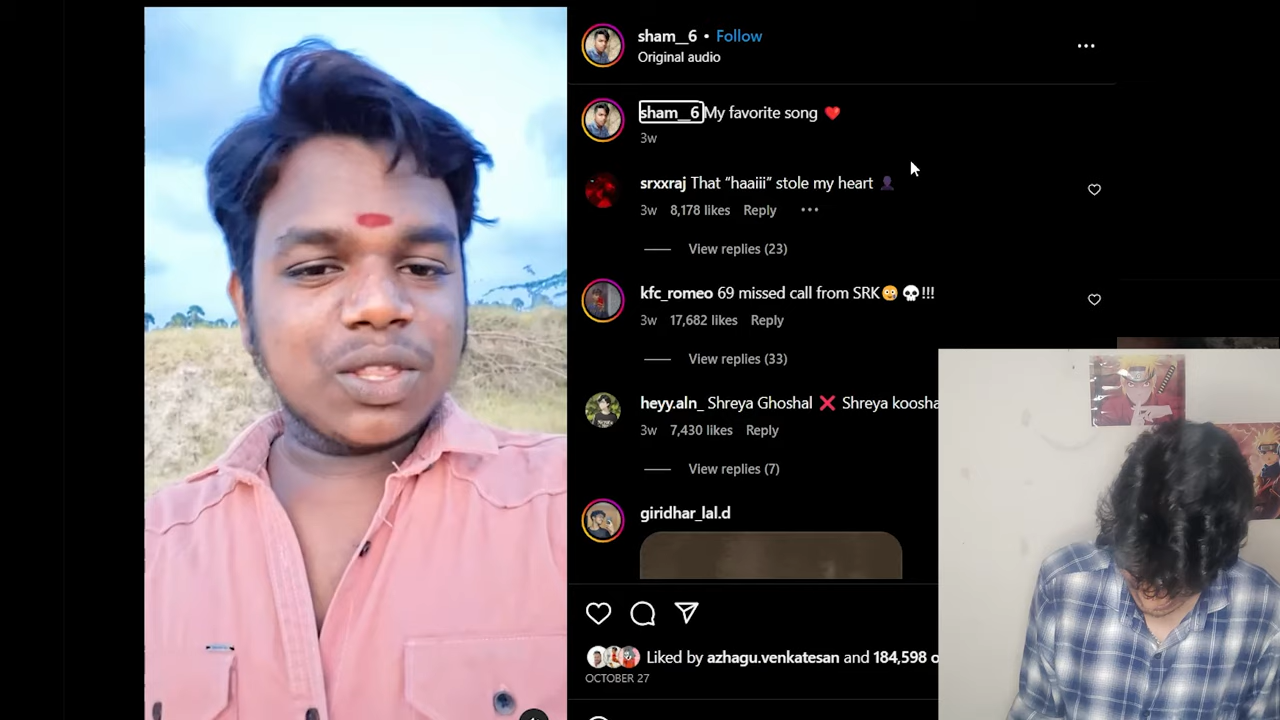 sham__6 • Follow
Original audio
sham__6 My favorite song ❤️
3w
srxxraj That “haaiii” stole my heart 👤
3w 8,178 likes Reply •••
View replies (23)
kfc_romeo 69 missed call from SRK😳💀!!!
3w 17,682 likes Reply
View replies (33)
heyy.aln_ Shreya Ghoshal ❌ Shreya koosha
3w 7,430 likes Reply
View replies (7)
giridhar_lal.d
Liked by azhagu.venkatesan and 184,598 o
OCTOBER 27